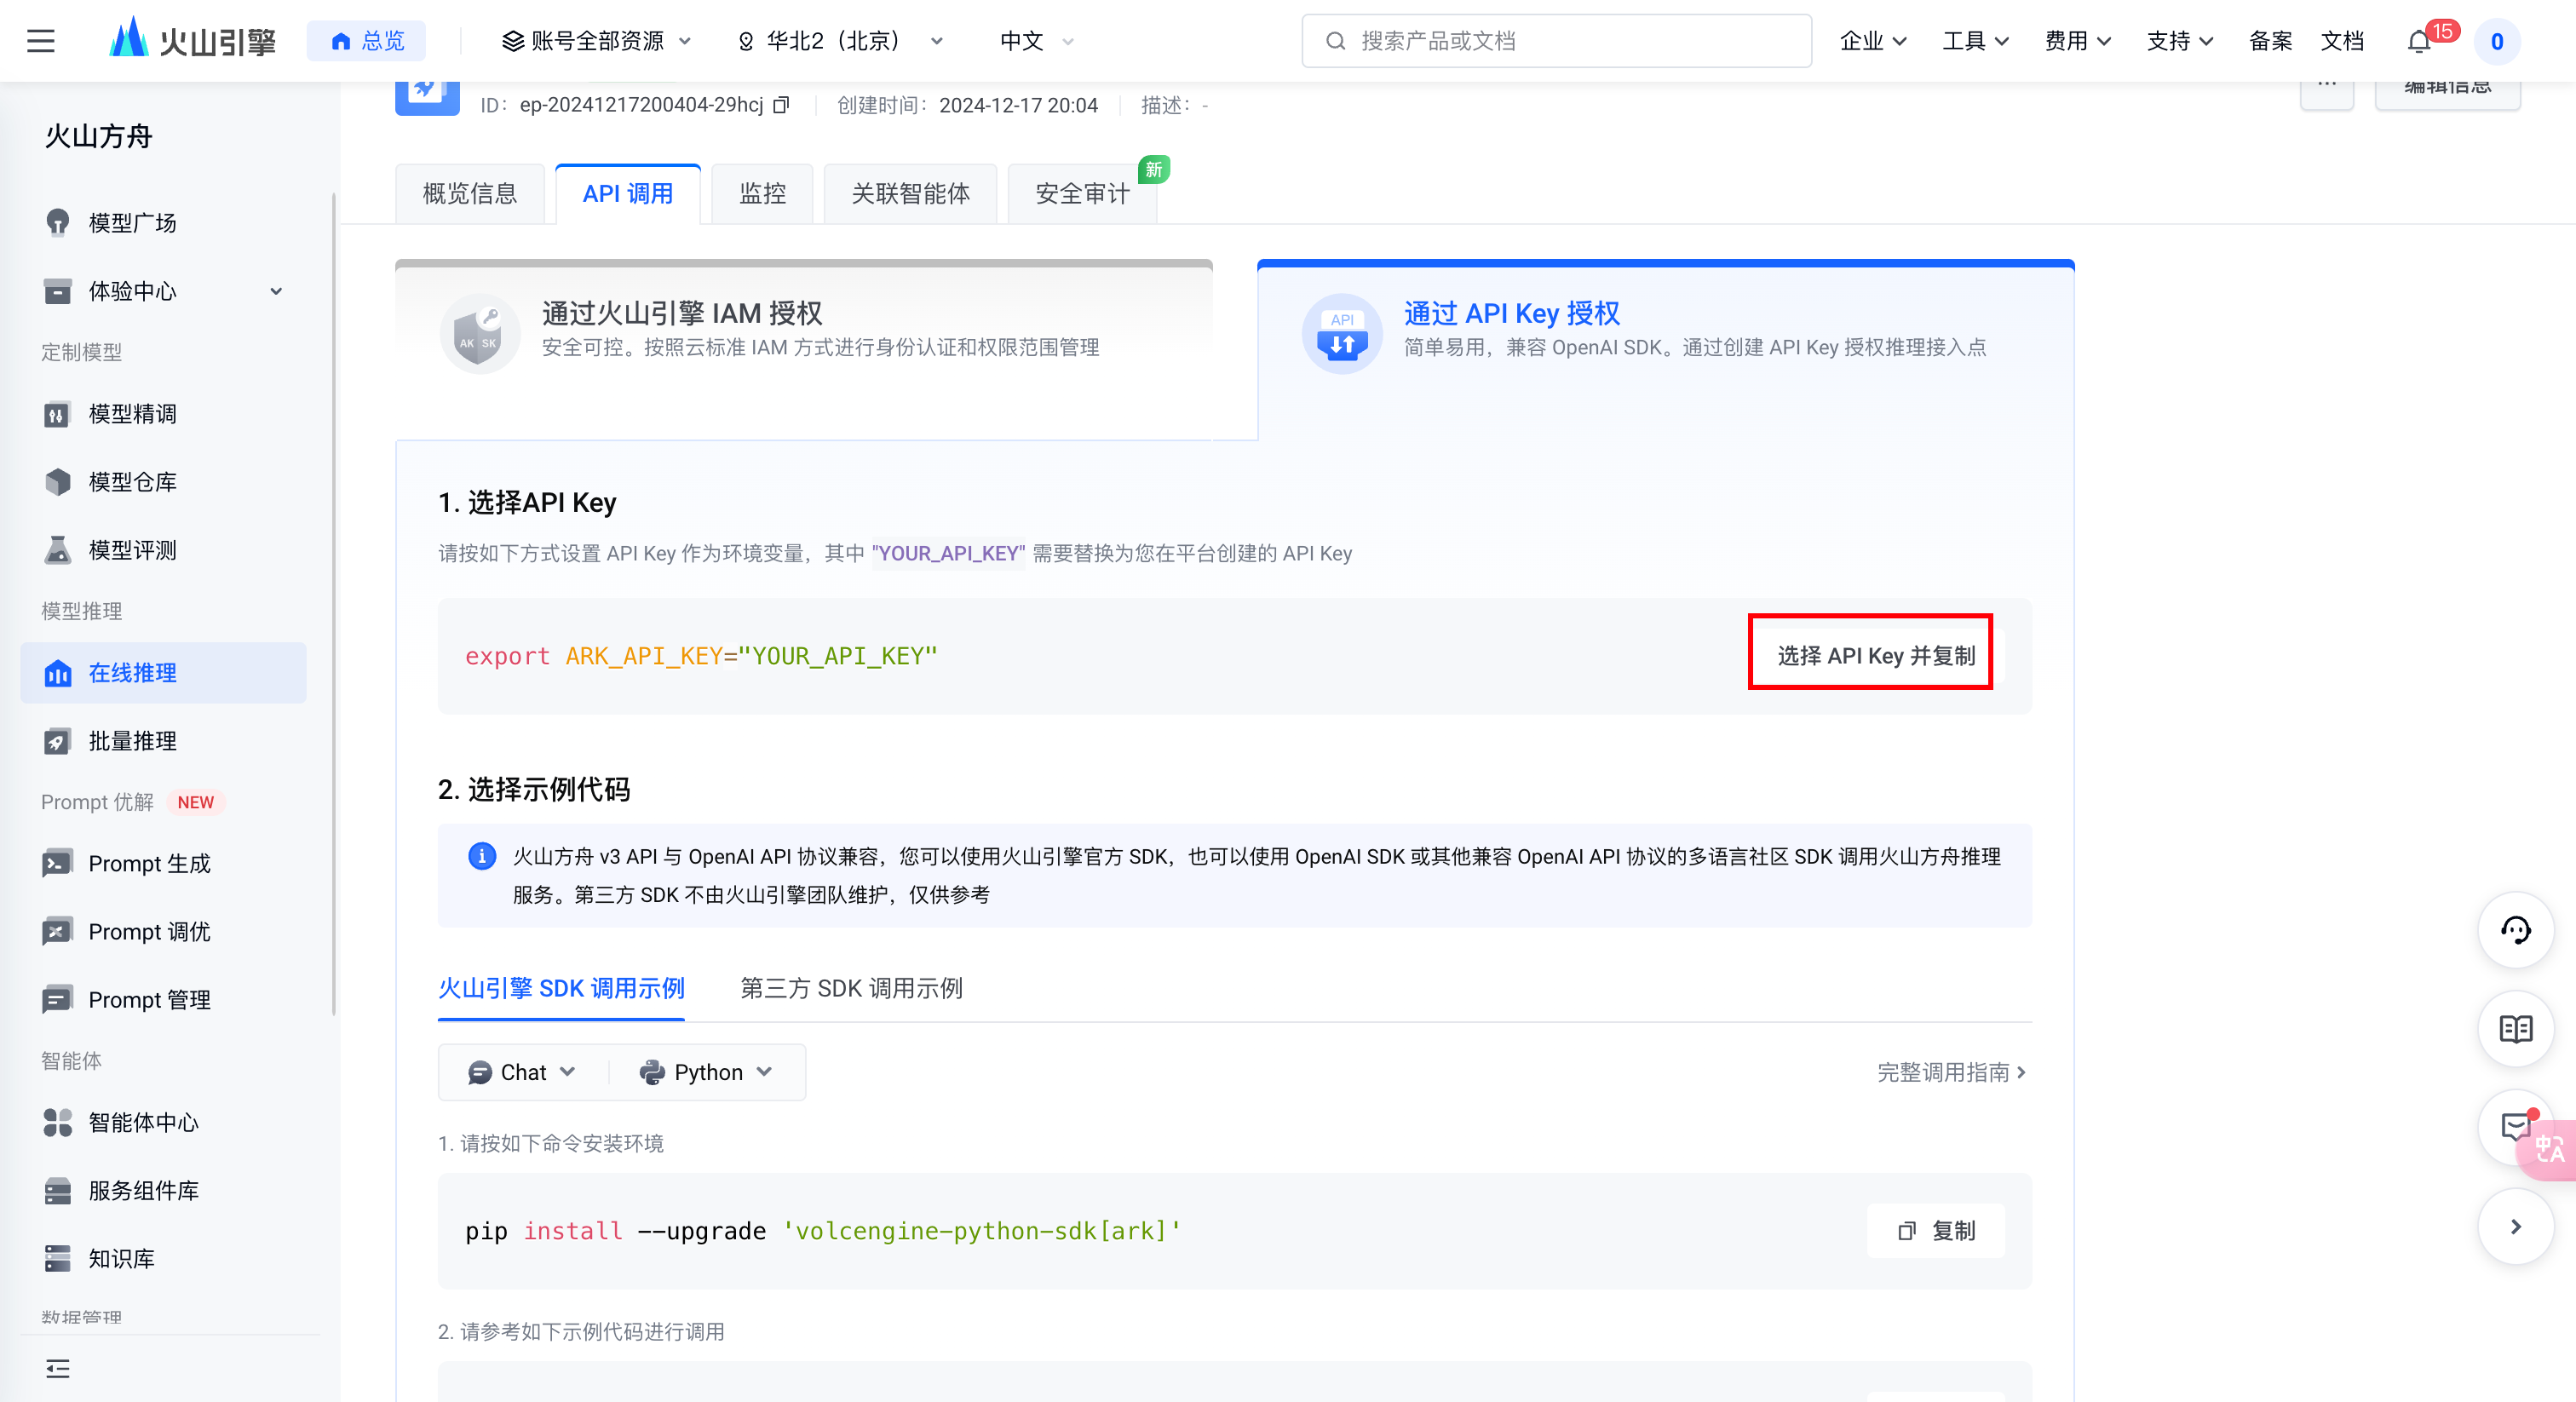 火山引擎
总览
账号全部资源
华北2（北京）
中文
搜索产品或文档
企业
工具
费用
支持
备案
文档
15
0
火山方舟
模型广场
体验中心
定制模型
模型精调
模型仓库
模型评测
模型推理
在线推理
批量推理
Prompt 优解 NEW
Prompt 生成
Prompt 调优
Prompt 管理
智能体
智能体中心
服务组件库
知识库
数据管理
ID： ep-20241217200404-29hcj
创建时间： 2024-12-17 20:04
描述： -
...
编辑信息
概览信息
API 调用
监控
关联智能体
安全审计
新
AK SK
通过火山引擎 IAM 授权
安全可控。按照云标准 IAM 方式进行身份认证和权限范围管理
API
通过 API Key 授权
简单易用，兼容 OpenAI SDK。通过创建 API Key 授权推理接入点
1. 选择API Key
请按如下方式设置 API Key 作为环境变量，其中 "YOUR_API_KEY" 需要替换为您在平台创建的 API Key
export ARK_API_KEY="YOUR_API_KEY"
选择 API Key 并复制
2. 选择示例代码
火山方舟 v3 API 与 OpenAI API 协议兼容，您可以使用火山引擎官方 SDK，也可以使用 OpenAI SDK 或其他兼容 OpenAI API 协议的多语言社区 SDK 调用火山方舟推理
服务。第三方 SDK 不由火山引擎团队维护，仅供参考
火山引擎 SDK 调用示例
第三方 SDK 调用示例
Chat
Python
完整调用指南
1. 请按如下命令安装环境
pip install --upgrade 'volcengine-python-sdk[ark]'
复制
2. 请参考如下示例代码进行调用
中
A